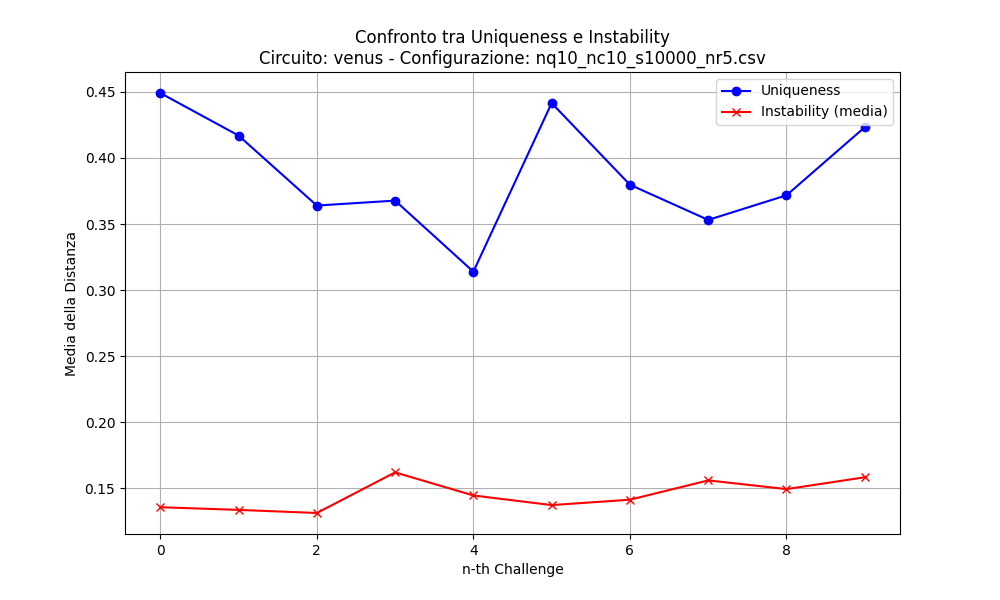 Confronto tra Uniqueness e Instability
Circuito: venus - Configurazione: nq10_nc10_s10000_nr5.csv
Uniqueness
Instability (media)
Media della Distanza
0.45
0.40
0.35
0.30
0.25
0.20
0.15
0 2 4 6 8
n-th Challenge